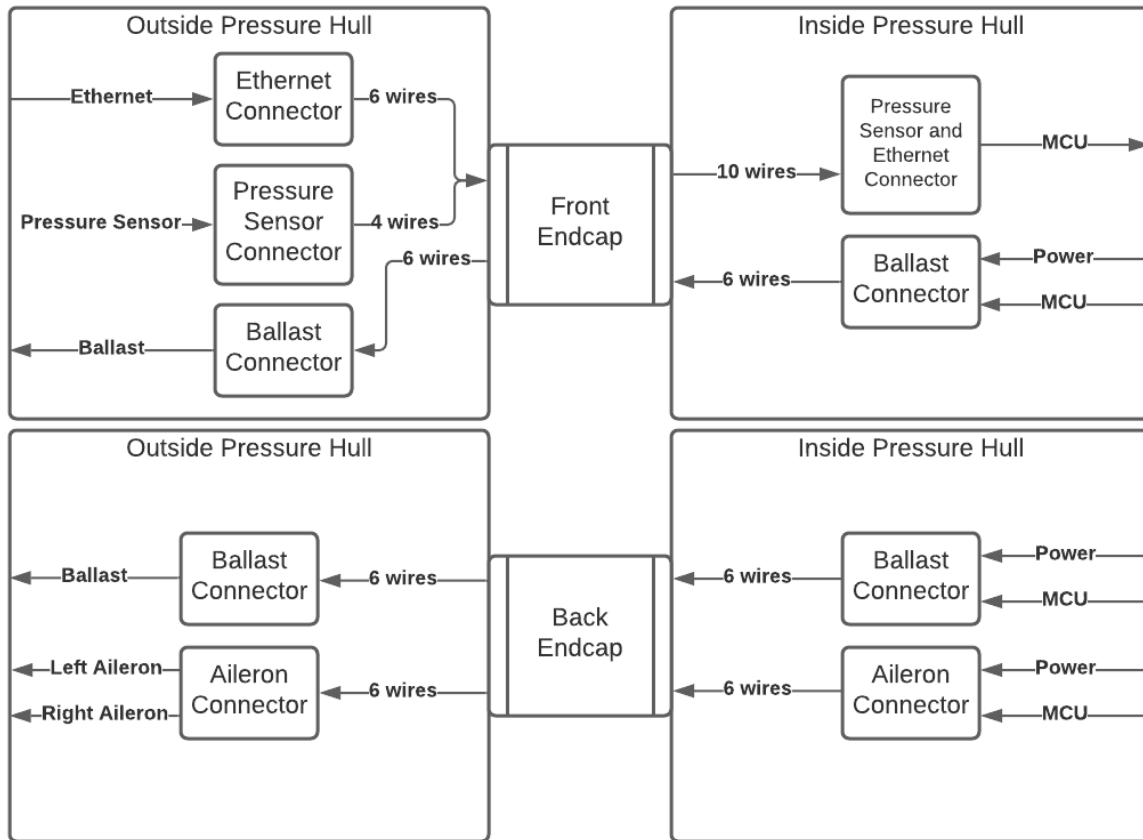 Outside Pressure Hull
Ethernet
Ethernet
Connector
6 wires
Pressure Sensor
Pressure
Sensor
Connector
4 wires
6 wires
Ballast
Ballast
Connector
Front
Endcap
Inside Pressure Hull
10 wires
Pressure
Sensor and
Ethernet
Connector
MCU
6 wires
Ballast
Connector
Power
MCU
Outside Pressure Hull
Ballast
Ballast
Connector
6 wires
Left Aileron
Right Aileron
Aileron
Connector
6 wires
Back
Endcap
Inside Pressure Hull
6 wires
Ballast
Connector
Power
MCU
6 wires
Aileron
Connector
Power
MCU